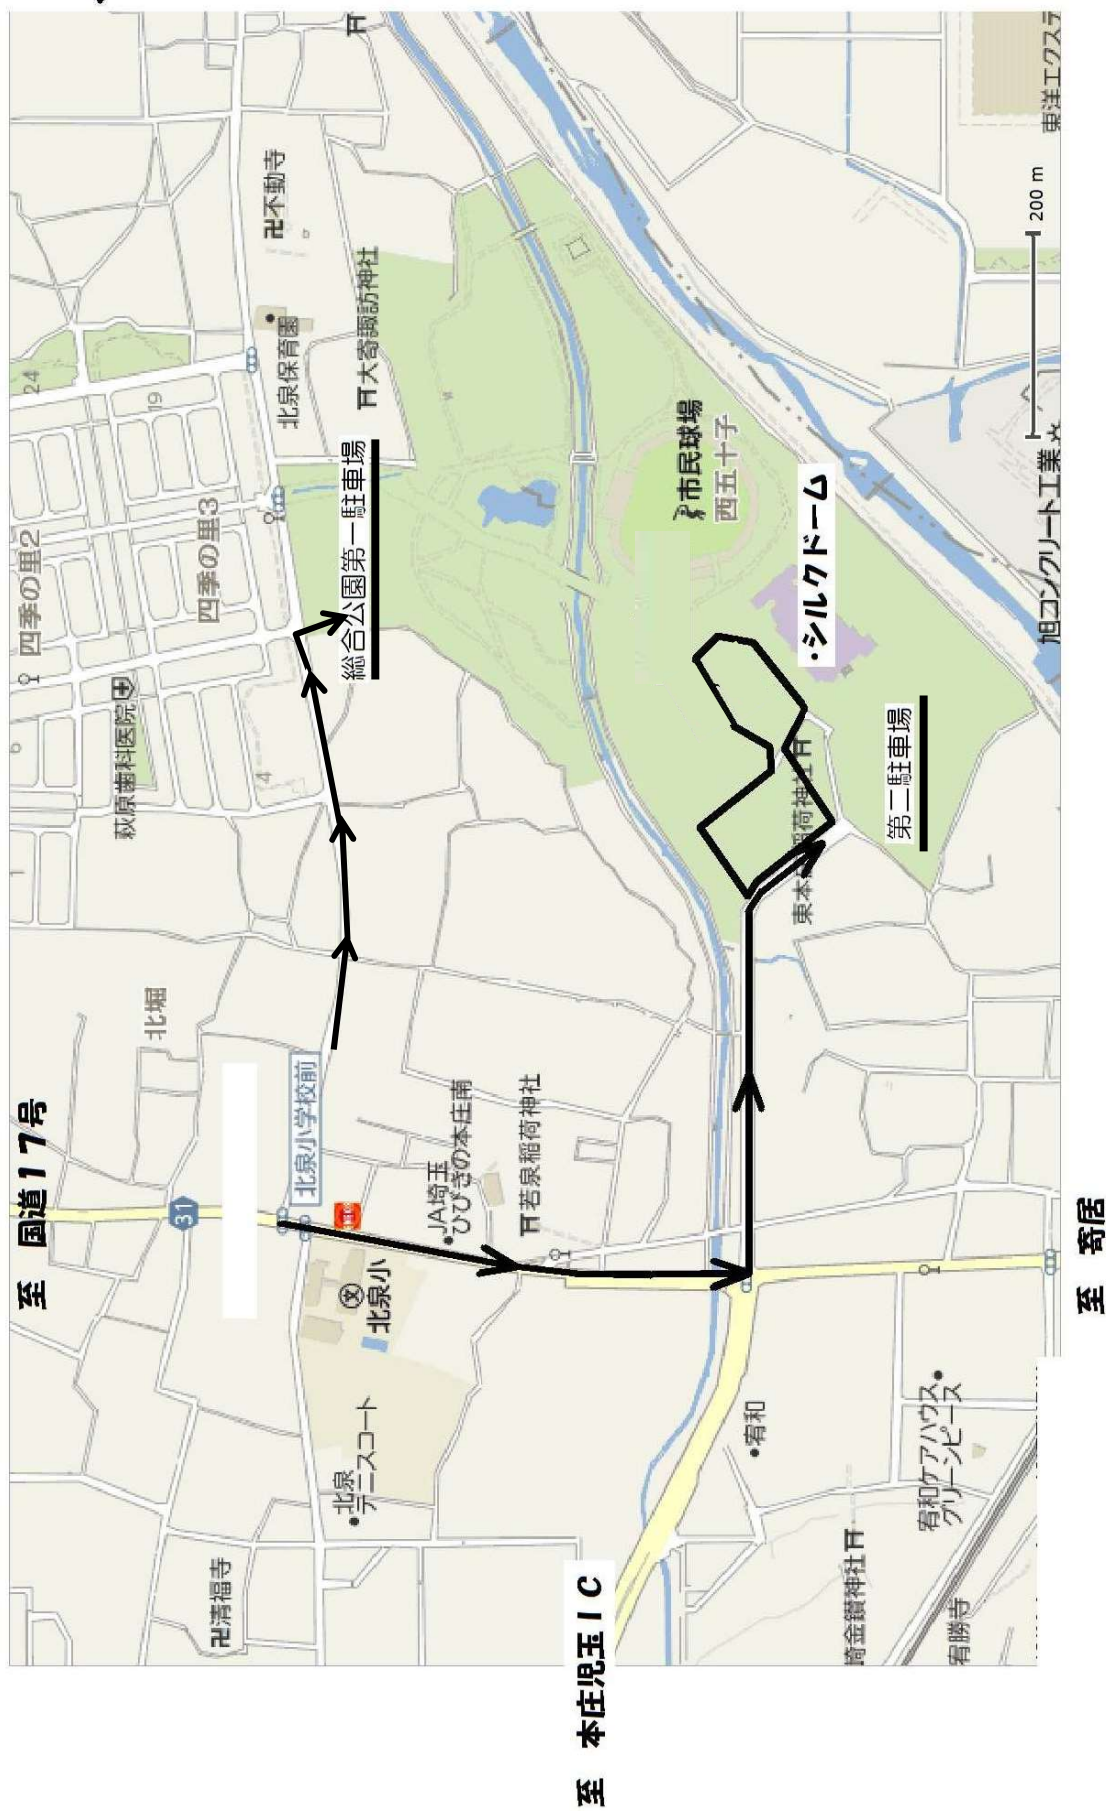 至 国道17号
31
北堀
北泉小学校前
北泉小
北泉
テニスコート
卍清福寺
JA埼玉
ひびきの本庄南
若泉稲荷神社
萩原歯科医院
四季の里2
四季の里3
24
19
14
6
1
卍不動寺
北泉保育園
大寄諏訪神社
総合公園第一駐車場
市民球場
西五十子
・シルクドーム
第二駐車場
稲荷神社
東洋エクステ
200 m
旭コンクリート工業
宥和
宥和ケアハウス
グリーンピース
埼金鑚神社
宥勝寺
至 本庄児玉IC
至 寄居